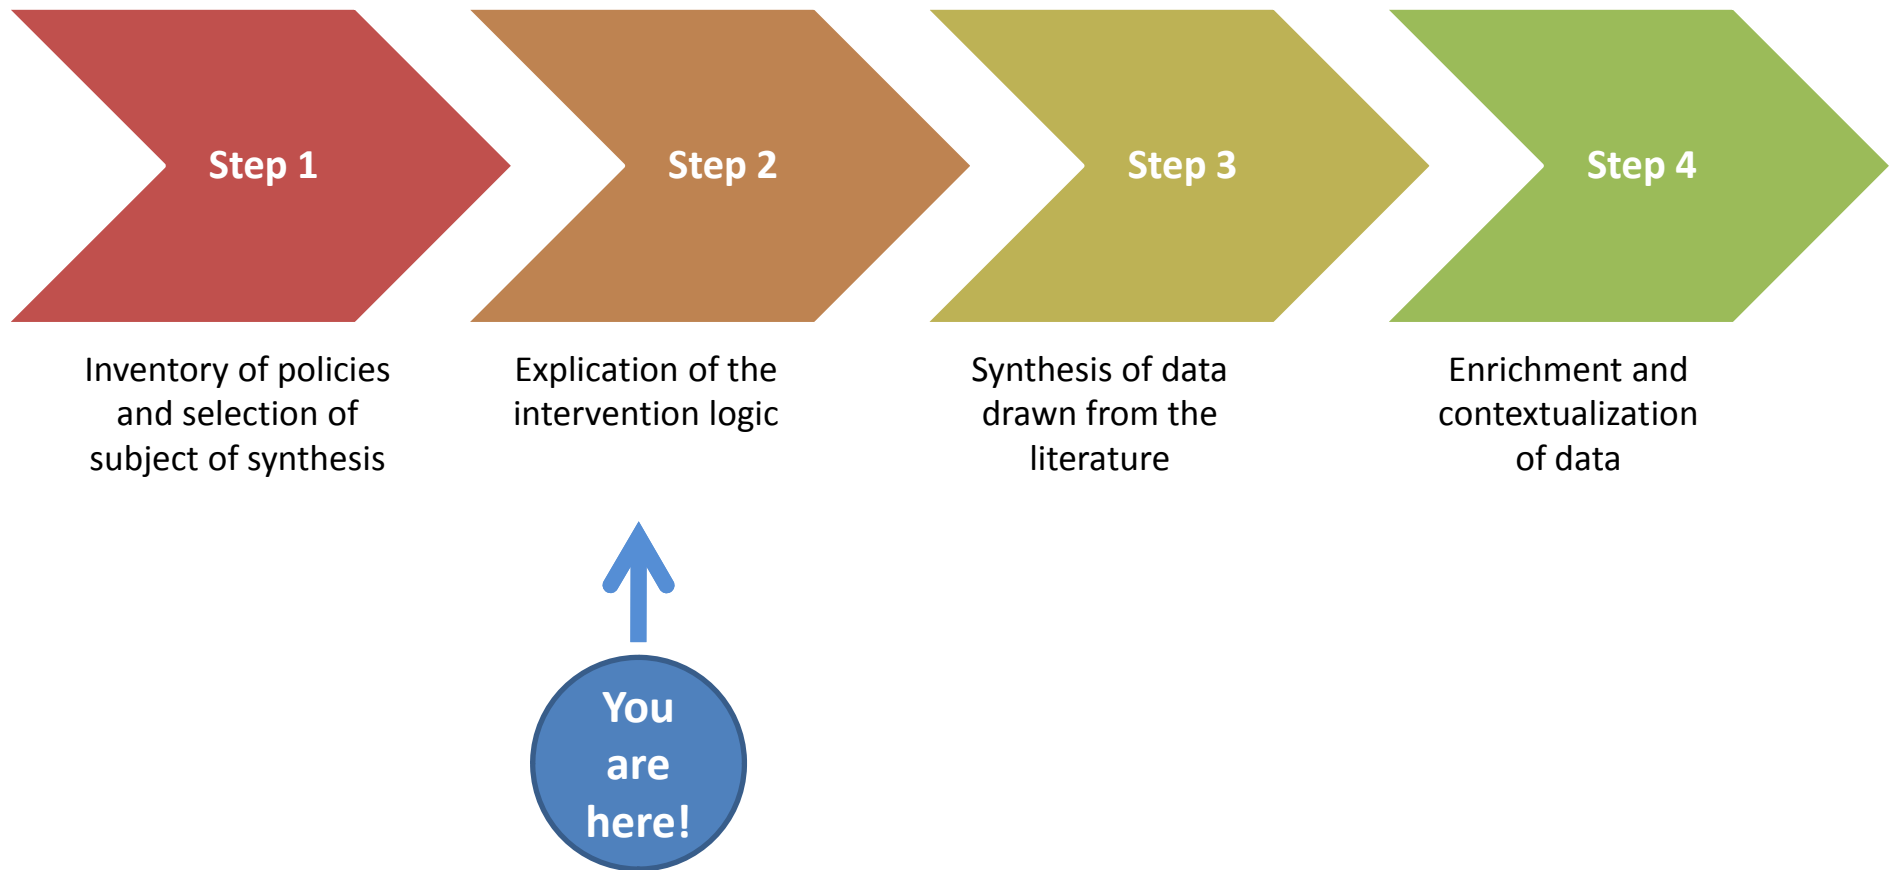 Step 1
Step 2
Step 3
Step 4
Inventory of policies
and selection of
subject of synthesis
Explication of the
intervention logic
Synthesis of data
drawn from the
literature
Enrichment and
contextualization
of data
You
are
here!